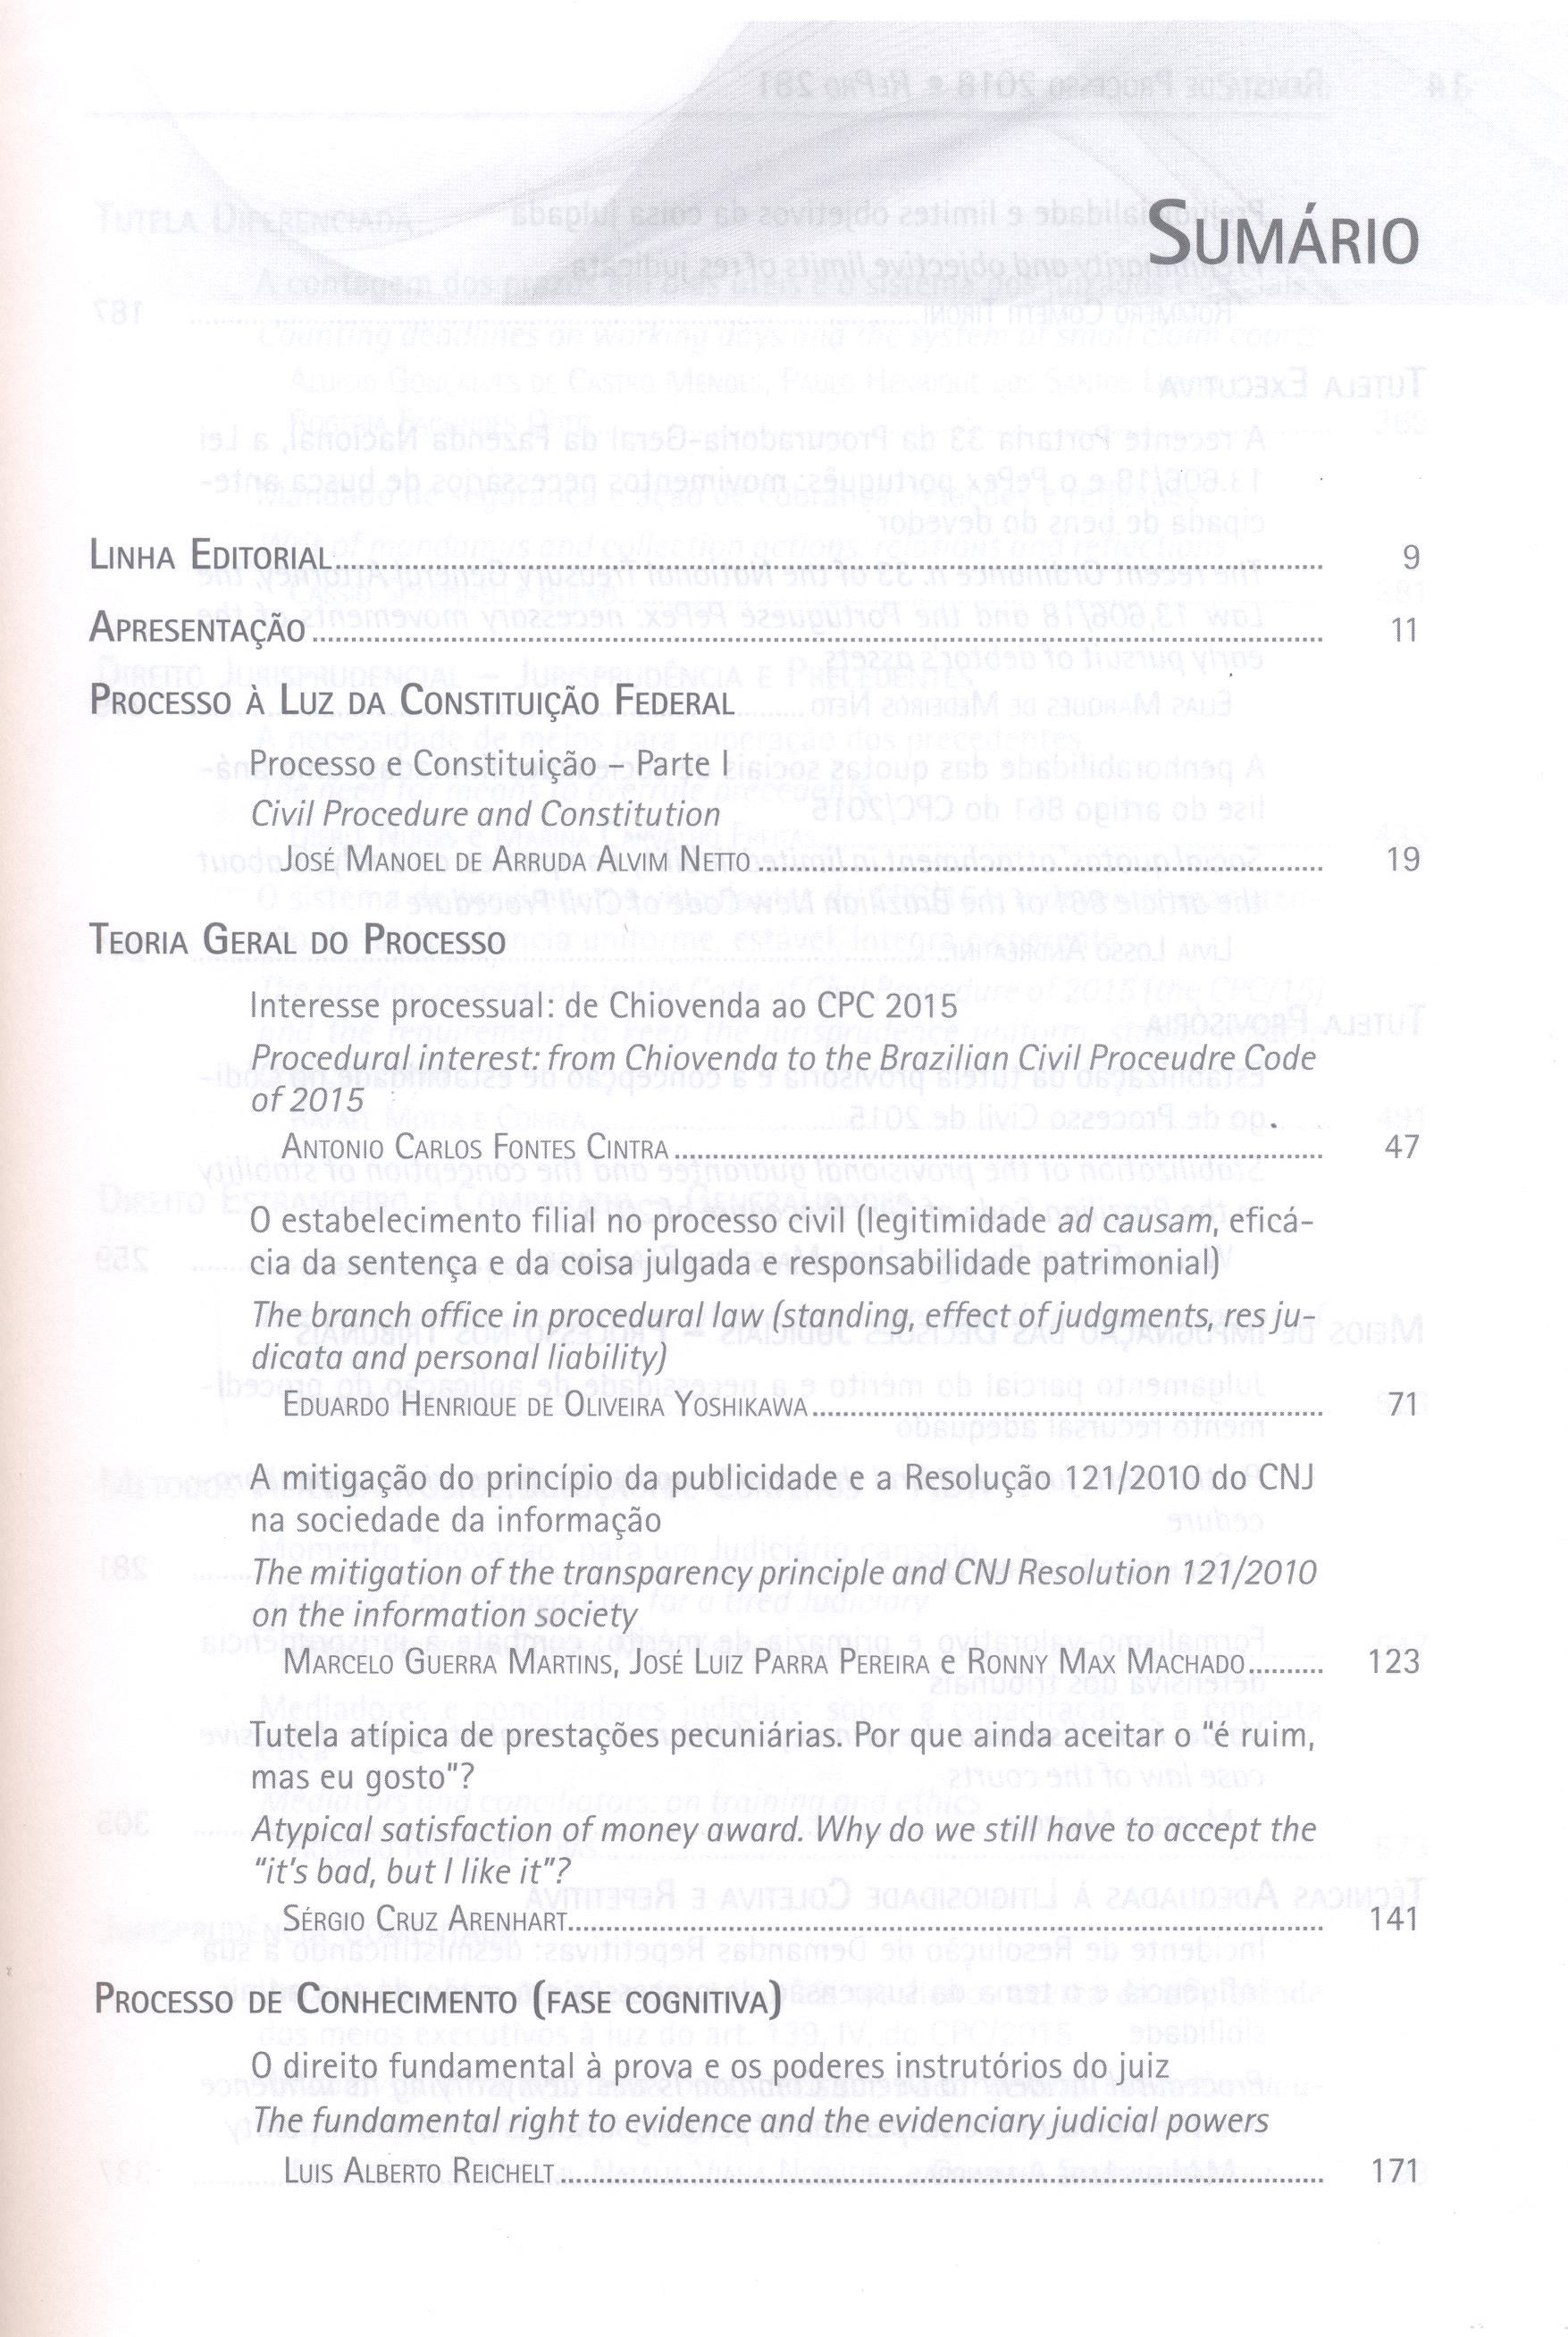 SUMÁRIO
LINHA EDITORIAL 9
APRESENTAÇÃO 11
PROCESSO À LUZ DA CONSTITUIÇÃO FEDERAL
Processo e Constituição – Parte I
Civil Procedure and Constitution
JOSÉ MANOEL DE ARRUDA ALVIM NETTO 19
TEORIA GERAL DO PROCESSO
Interesse processual: de Chiovenda ao CPC 2015
Procedural interest: from Chiovenda to the Brazilian Civil Proceudre Code
of 2015
ANTONIO CARLOS FONTES CINTRA 47
O estabelecimento filial no processo civil (legitimidade ad causam, eficá-
cia da sentença e da coisa julgada e responsabilidade patrimonial)
The branch office in procedural law (standing, effect of judgments, res ju-
dicata and personal liability)
EDUARDO HENRIQUE DE OLIVEIRA YOSHIKAWA 71
A mitigação do princípio da publicidade e a Resolução 121/2010 do CNJ
na sociedade da informação
The mitigation of the transparency principle and CNJ Resolution 121/2010
on the information society
MARCELO GUERRA MARTINS, JOSÉ LUIZ PARRA PEREIRA e RONNY MAX MACHADO 123
Tutela atípica de prestações pecuniárias. Por que ainda aceitar o "é ruim,
mas eu gosto"?
Atypical satisfaction of money award. Why do we still have to accept the
"it's bad, but I like it"?
SÉRGIO CRUZ ARENHART 141
PROCESSO DE CONHECIMENTO (FASE COGNITIVA)
O direito fundamental à prova e os poderes instrutórios do juiz
The fundamental right to evidence and the evidenciary judicial powers
LUIS ALBERTO REICHELT 171